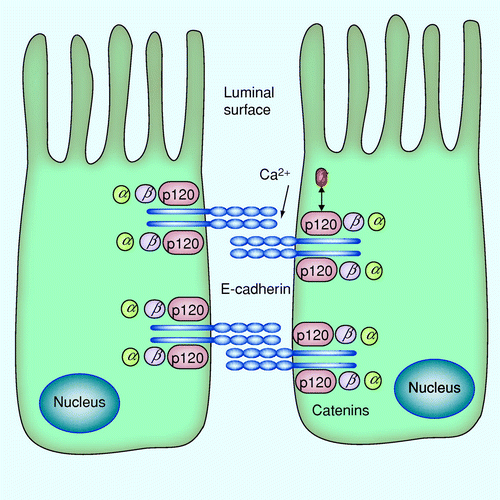 Luminal
surface
Ca2+
α β p120
p120 β α
α β p120
p120 β α
E-cadherin
α β p120
p120 β α
α β p120
p120 β α
Nucleus
Nucleus
Catenins